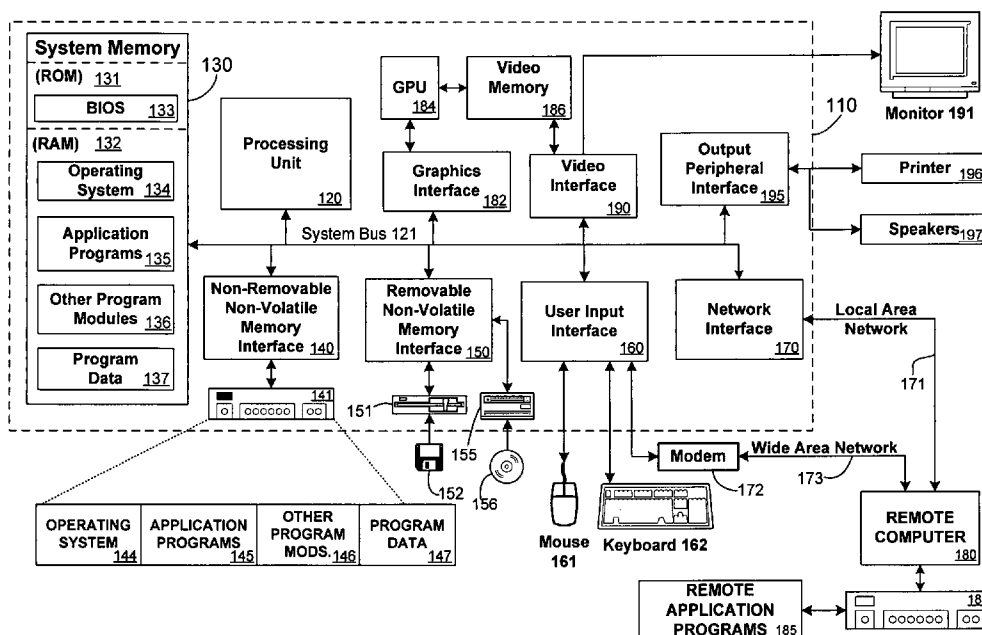 System Memory
(ROM) 131
BIOS 133
(RAM) 132
Operating
System 134
Application
Programs 135
Other Program
Modules 136
Program
Data 137
130
Processing
Unit
120
GPU
184
Video
Memory
186
Graphics
Interface
182
Video
Interface
190
Output
Peripheral
Interface
195
110
Monitor 191
Printer
196
Speakers
197
System Bus 121
Non-Removable
Non-Volatile
Memory
Interface
140
Removable
Non-Volatile
Memory
Interface 150
User Input
Interface
160
Network
Interface
170
Local Area
Network
171
141
151
152
155
156
Modem
172
Wide Area Network
173
Mouse
161
Keyboard 162
REMOTE
COMPUTER
180
OPERATING
SYSTEM
144
APPLICATION
PROGRAMS
145
OTHER
PROGRAM
MODS. 146
PROGRAM
DATA
147
REMOTE
APPLICATION
PROGRAMS 185